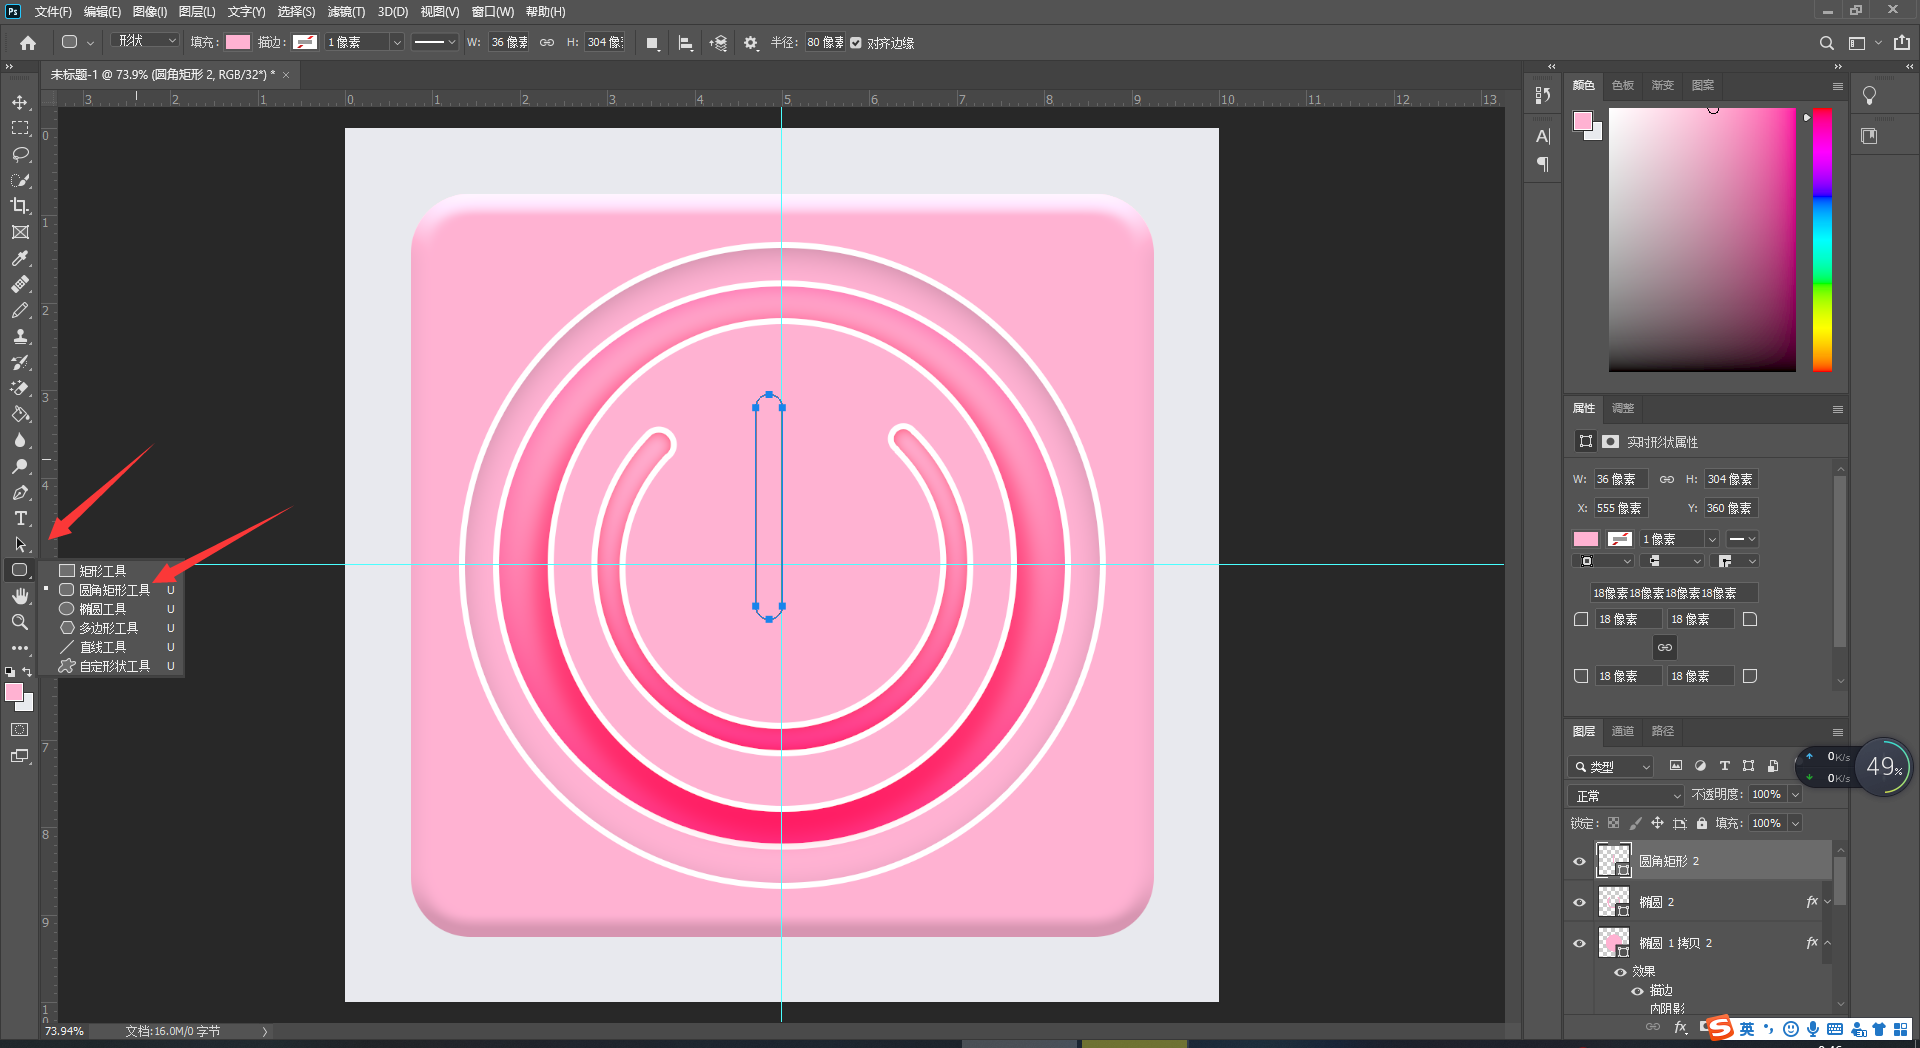 Ps 文件(F) 编辑(E) 图像(I) 图层(L) 文字(Y) 选择(S) 滤镜(T) 3D(D) 视图(V) 窗口(W) 帮助(H)
形状 填充: 描边: 1 像素 W: 36 像素 H: 304 像 半径: 80 像素 对齐边缘
未标题-1 @ 73.9% (圆角矩形 2, RGB/32*) * ×
3 2 1 0 1 2 3 4 5 6 7 8 9 10 11 12 13
0
1
2
3
4
7
8
9
1
0
矩形工具
圆角矩形工具 U
椭圆工具 U
多边形工具 U
直线工具 U
自定形状工具 U
73.94% 文档:16.0M/0 字节
颜色 色板 渐变 图案
属性 调整
实时形状属性
W: 36 像素 H: 304 像素
X: 555 像素 Y: 360 像素
1 像素
18像素18像素18像素18像素
18 像素 18 像素
18 像素 18 像素
图层 通道 路径
类型
正常 不透明度: 100%
锁定: 填充: 100%
圆角矩形 2
椭圆 2 fx
椭圆 1 拷贝 2 fx
效果
描边
内阴影
fx
0K/s
0K/s
49%
S 英